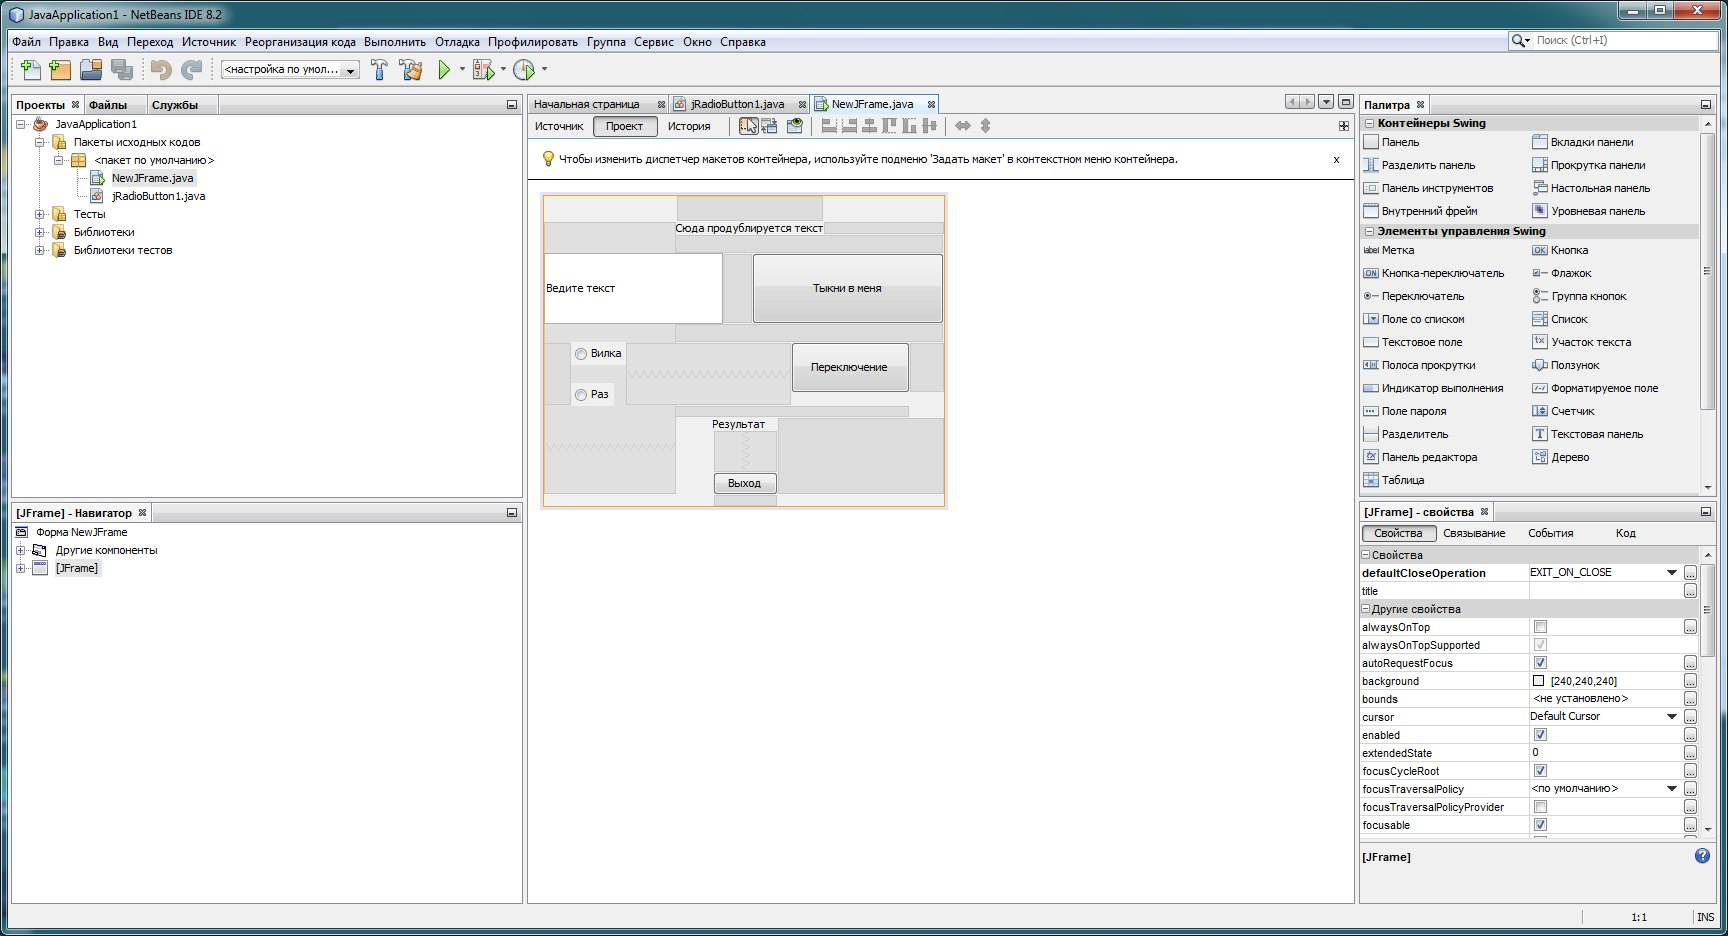 JavaApplication1 - NetBeans IDE 8.2
Файл Правка Вид Переход Источник Реорганизация кода Выполнить Отладка Профилировать Группа Сервис Окно Справка
Поиск (Ctrl+I)
<настройка по умол...
Проекты Файлы Службы
JavaApplication1
Пакеты исходных кодов
<пакет по умолчанию>
NewJFrame.java
jRadioButton1.java
Тесты
Библиотеки
Библиотеки тестов
[JFrame] - Навигатор
Форма NewJFrame
Другие компоненты
[JFrame]
Начальная страница jRadioButton1.java NewJFrame.java
Источник Проект История
Чтобы изменить диспетчер макетов контейнера, используйте подменю 'Задать макет' в контекстном меню контейнера. x
Сюда продублируется текст
Ведите текст Тыкни в меня
Вилка
Переключение
Раз
Результат
Выход
Палитра
Контейнеры Swing
Панель Вкладки панели
Разделить панель Прокрутка панели
Панель инструментов Настольная панель
Внутренний фрейм Уровневая панель
Элементы управления Swing
label Метка OK Кнопка
ON Кнопка-переключатель Флажок
Переключатель Группа кнопок
Поле со списком Список
Текстовое поле Участок текста
Полоса прокрутки Ползунок
Индикатор выполнения Форматируемое поле
Поле пароля Счетчик
Разделитель T Текстовая панель
Панель редактора Дерево
Таблица
[JFrame] - свойства
Свойства Связывание События Код
Свойства
defaultCloseOperation EXIT_ON_CLOSE ...
title ...
Другие свойства
alwaysOnTop ...
alwaysOnTopSupported
autoRequestFocus ...
background [240,240,240] ...
bounds <не установлено> ...
cursor Default Cursor ...
enabled ...
extendedState 0 ...
focusCycleRoot ...
focusTraversalPolicy <по умолчанию> ...
focusTraversalPolicyProvider ...
focusable ...
[JFrame] ?
1:1 INS